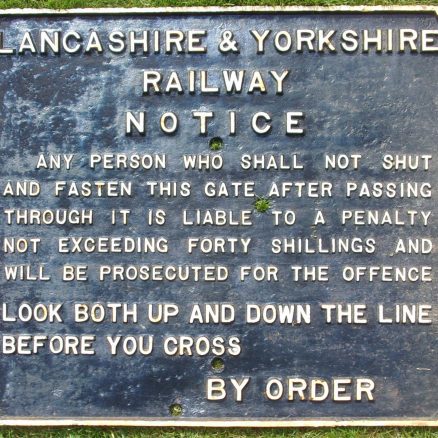 LANCASHIRE & YORKSHIRE
RAILWAY
NOTICE
ANY PERSON WHO SHALL NOT SHUT
AND FASTEN THIS GATE AFTER PASSING
THROUGH IT IS LIABLE TO A PENALTY
NOT EXCEEDING FORTY SHILLINGS AND
WILL BE PROSECUTED FOR THE OFFENCE
LOOK BOTH UP AND DOWN THE LINE
BEFORE YOU CROSS
BY ORDER